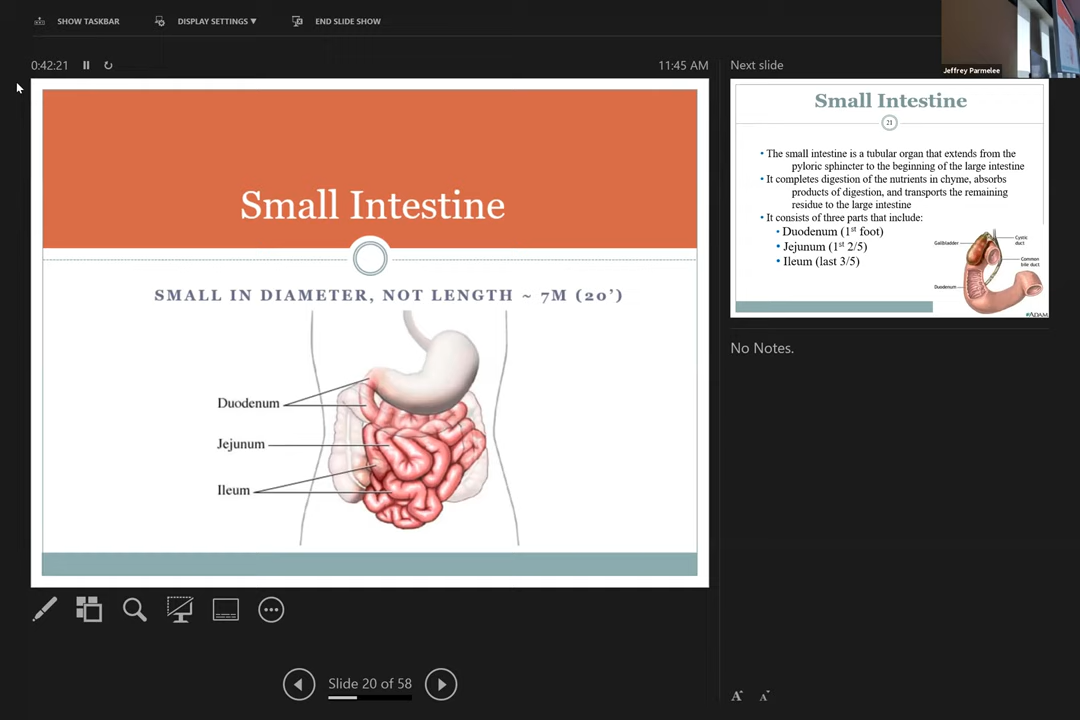 SHOW TASKBAR
DISPLAY SETTINGS ▼
END SLIDE SHOW
Jeffrey Parmelee
0:42:21
11:45 AM
Next slide
Small Intestine
SMALL IN DIAMETER, NOT LENGTH ~ 7M (20’)
Duodenum
Jejunum
Ileum
Small Intestine
21
• The small intestine is a tubular organ that extends from the
pyloric sphincter to the beginning of the large intestine
• It completes digestion of the nutrients in chyme, absorbs
products of digestion, and transports the remaining
residue to the large intestine
• It consists of three parts that include:
• Duodenum (1st foot)
• Jejunum (1st 2/5)
• Ileum (last 3/5)
Gallbladder
Cystic
duct
Common
bile duct
Duodenum
ADAM
No Notes.
Slide 20 of 58
A A